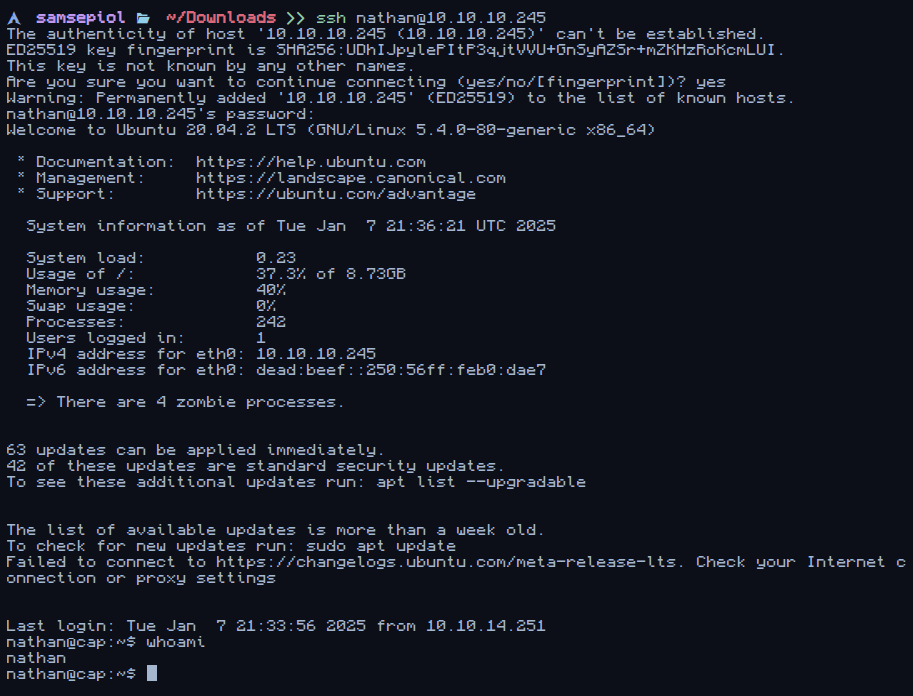 samsepiol ~/Downloads >> ssh nathan@10.10.10.245
The authenticity of host '10.10.10.245 (10.10.10.245)' can't be established.
ED25519 key fingerprint is SHA256:UDhIJpylePItP3qjtVVU+GnSyAZSr+mZKHzRoKcmLUI.
This key is not known by any other names.
Are you sure you want to continue connecting (yes/no/[fingerprint])? yes
Warning: Permanently added '10.10.10.245' (ED25519) to the list of known hosts.
nathan@10.10.10.245's password:
Welcome to Ubuntu 20.04.2 LTS (GNU/Linux 5.4.0-80-generic x86_64)
* Documentation:  https://help.ubuntu.com
* Management:     https://landscape.canonical.com
* Support:        https://ubuntu.com/advantage
System information as of Tue Jan  7 21:36:21 UTC 2025
System load:           0.23
Usage of /:            37.3% of 8.73GB
Memory usage:          40%
Swap usage:            0%
Processes:             242
Users logged in:       1
IPv4 address for eth0: 10.10.10.245
IPv6 address for eth0: dead:beef::250:56ff:feb0:dae7
=> There are 4 zombie processes.
63 updates can be applied immediately.
42 of these updates are standard security updates.
To see these additional updates run: apt list --upgradable
The list of available updates is more than a week old.
To check for new updates run: sudo apt update
Failed to connect to https://changelogs.ubuntu.com/meta-release-lts. Check your Internet c
onnection or proxy settings
Last login: Tue Jan  7 21:33:56 2025 from 10.10.14.251
nathan@cap:~$ whoami
nathan
nathan@cap:~$